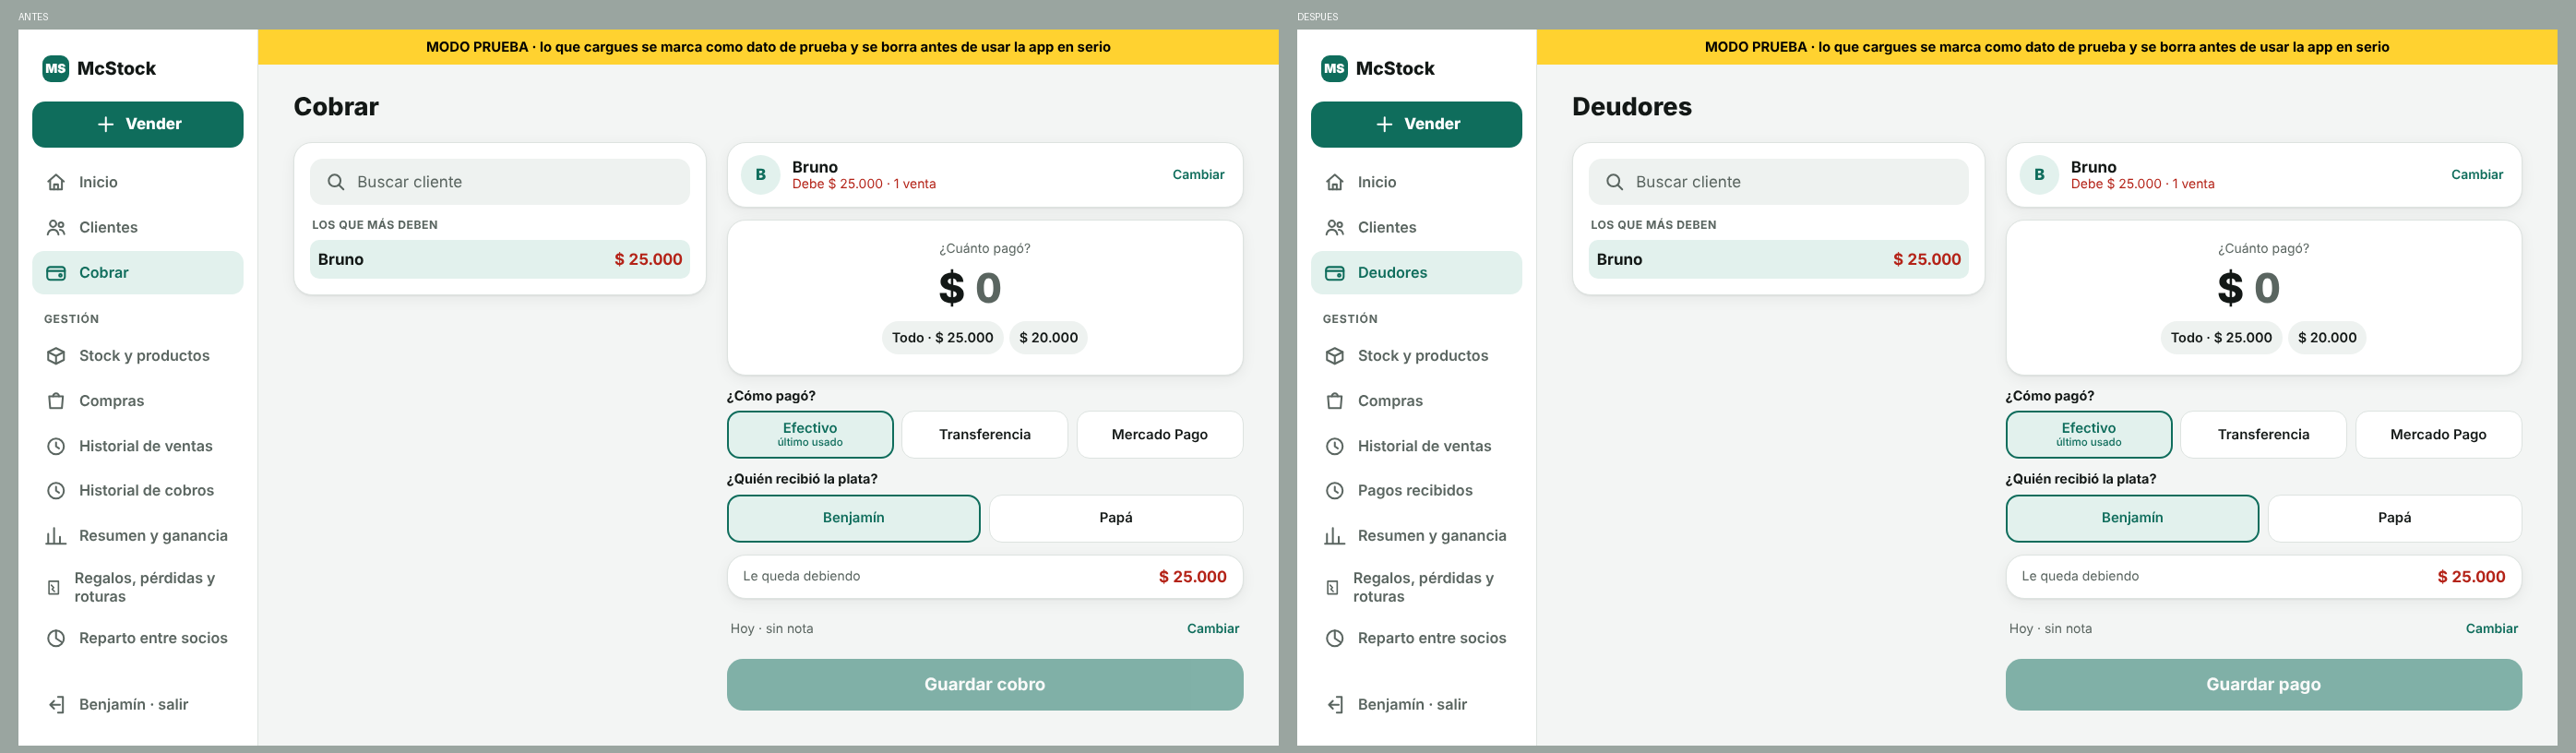 ANTES
MS McStock
+ Vender
Inicio
Clientes
Cobrar
GESTIÓN
Stock y productos
Compras
Historial de ventas
Historial de cobros
Resumen y ganancia
Regalos, pérdidas y
roturas
Reparto entre socios
Benjamín · salir
MODO PRUEBA · lo que cargues se marca como dato de prueba y se borra antes de usar la app en serio
Cobrar
Buscar cliente
LOS QUE MÁS DEBEN
Bruno $ 25.000
B
Bruno
Debe $ 25.000 · 1 venta
Cambiar
¿Cuánto pagó?
$ 0
Todo · $ 25.000 $ 20.000
¿Cómo pagó?
Efectivo
último usado
Transferencia
Mercado Pago
¿Quién recibió la plata?
Benjamín Papá
Le queda debiendo $ 25.000
Hoy · sin nota Cambiar
Guardar cobro
DESPUES
MS McStock
+ Vender
Inicio
Clientes
Deudores
GESTIÓN
Stock y productos
Compras
Historial de ventas
Pagos recibidos
Resumen y ganancia
Regalos, pérdidas y
roturas
Reparto entre socios
Benjamín · salir
MODO PRUEBA · lo que cargues se marca como dato de prueba y se borra antes de usar la app en serio
Deudores
Buscar cliente
LOS QUE MÁS DEBEN
Bruno $ 25.000
B
Bruno
Debe $ 25.000 · 1 venta
Cambiar
¿Cuánto pagó?
$ 0
Todo · $ 25.000 $ 20.000
¿Cómo pagó?
Efectivo
último usado
Transferencia
Mercado Pago
¿Quién recibió la plata?
Benjamín Papá
Le queda debiendo $ 25.000
Hoy · sin nota Cambiar
Guardar pago